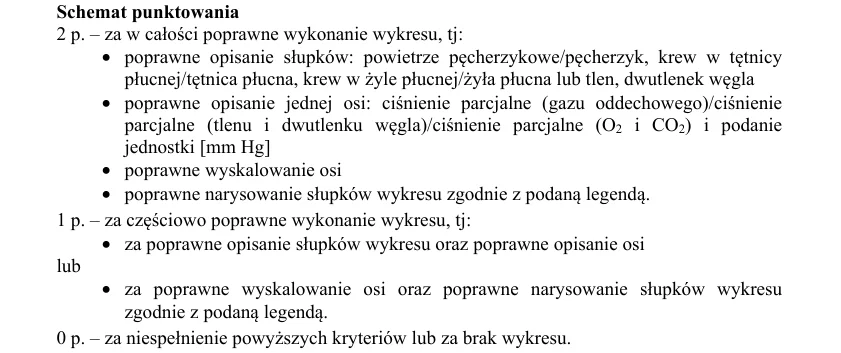 Schemat punktowania
2 p. – za w całości poprawne wykonanie wykresu, tj:
• poprawne opisanie słupków: powietrze pęcherzykowe/pęcherzyk, krew w tętnicy
płucnej/tętnica płucna, krew w żyle płucnej/żyła płucna lub tlen, dwutlenek węgla
• poprawne opisanie jednej osi: ciśnienie parcjalne (gazu oddechowego)/ciśnienie
parcjalne (tlenu i dwutlenku węgla)/ciśnienie parcjalne (O₂ i CO₂) i podanie
jednostki [mm Hg]
• poprawne wyskalowanie osi
• poprawne narysowanie słupków wykresu zgodnie z podaną legendą.
1 p. – za częściowo poprawne wykonanie wykresu, tj:
• za poprawne opisanie słupków wykresu oraz poprawne opisanie osi
lub
• za poprawne wyskalowanie osi oraz poprawne narysowanie słupków wykresu
zgodnie z podaną legendą.
0 p. – za niespełnienie powyższych kryteriów lub za brak wykresu.